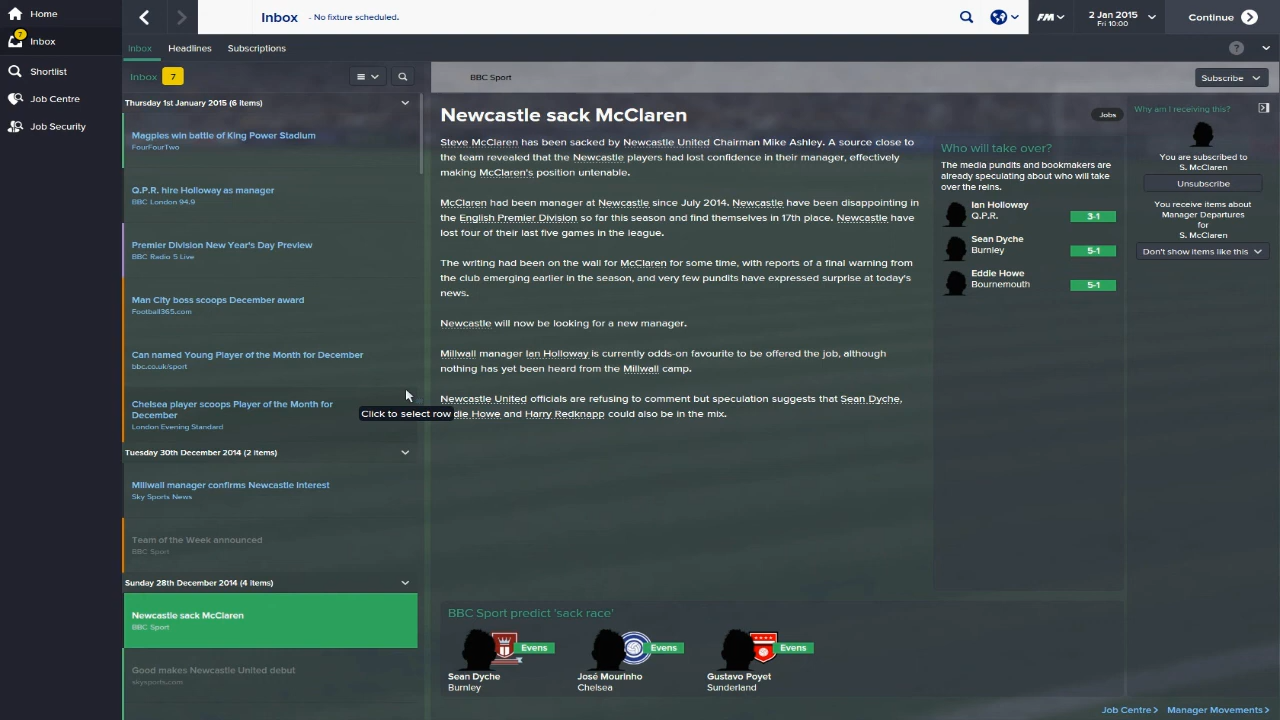 Home
7
Inbox
Shortlist
Job Centre
Job Security
Inbox - No fixture scheduled.
FM
2 Jan 2015
Fri 10:00
Continue
Inbox Headlines Subscriptions
?
Inbox 7
Thursday 1st January 2015 (6 items)
Magpies win battle of King Power Stadium
FourFourTwo
Q.P.R. hire Holloway as manager
BBC London 94.9
Premier Division New Year's Day Preview
BBC Radio 5 Live
Man City boss scoops December award
Football365.com
Can named Young Player of the Month for December
bbc.co.uk/sport
Chelsea player scoops Player of the Month for
December
London Evening Standard
Click to select row
Tuesday 30th December 2014 (2 items)
Millwall manager confirms Newcastle interest
Sky Sports News
Team of the Week announced
BBC Sport
Sunday 28th December 2014 (4 items)
Newcastle sack McClaren
BBC Sport
Good makes Newcastle United debut
skysports.com
BBC Sport
Subscribe
Newcastle sack McClaren
Jobs
Steve McClaren has been sacked by Newcastle United Chairman Mike Ashley. A source close to
the team revealed that the Newcastle players had lost confidence in their manager, effectively
making McClaren's position untenable.
McClaren had been manager at Newcastle since July 2014. Newcastle have been disappointing in
the English Premier Division so far this season and find themselves in 17th place. Newcastle have
lost four of their last five games in the league.
The writing had been on the wall for McClaren for some time, with reports of a final warning from
the club emerging earlier in the season, and very few pundits have expressed surprise at today's
news.
Newcastle will now be looking for a new manager.
Millwall manager Ian Holloway is currently odds-on favourite to be offered the job, although
nothing has yet been heard from the Millwall camp.
Newcastle United officials are refusing to comment but speculation suggests that Sean Dyche,
die Howe and Harry Redknapp could also be in the mix.
Who will take over?
The media pundits and bookmakers are
already speculating about who will take
over the reins.
Ian Holloway
Q.P.R.
3-1
Sean Dyche
Burnley
5-1
Eddie Howe
Bournemouth
5-1
Why am I receiving this?
You are subscribed to
S. McClaren
Unsubscribe
You receive items about
Manager Departures
for
S. McClaren
Don't show items like this
BBC Sport predict 'sack race'
Evens
Sean Dyche
Burnley
Evens
José Mourinho
Chelsea
Evens
Gustavo Poyet
Sunderland
Job Centre>
Manager Movements>